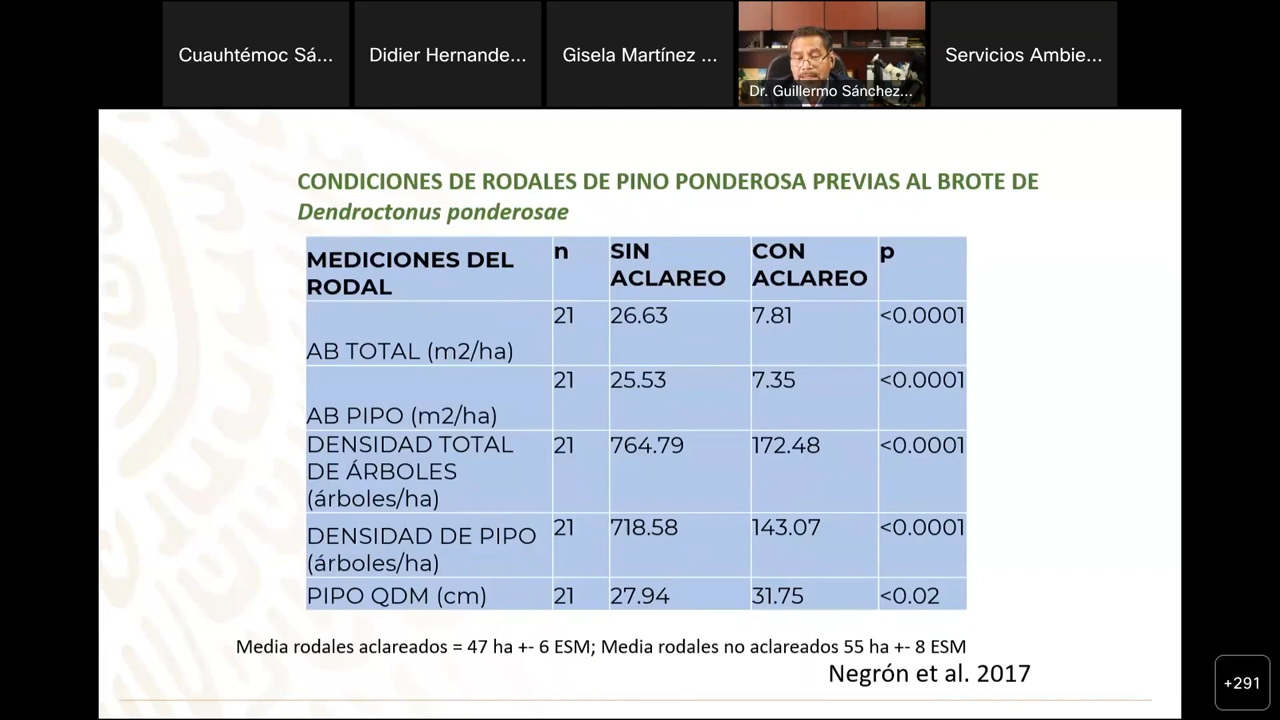 Cuauhtémoc Sá...
Didier Hernande...
Gisela Martínez ...
Dr. Guillermo Sánchez...
Servicios Ambie...
CONDICIONES DE RODALES DE PINO PONDEROSA PREVIAS AL BROTE DE
Dendroctonus ponderosae
MEDICIONES DEL RODAL n SIN ACLAREO CON ACLAREO p
AB TOTAL (m2/ha) 21 26.63 7.81 <0.0001
AB PIPO (m2/ha) 21 25.53 7.35 <0.0001
DENSIDAD TOTAL DE ÁRBOLES (árboles/ha) 21 764.79 172.48 <0.0001
DENSIDAD DE PIPO (árboles/ha) 21 718.58 143.07 <0.0001
PIPO QDM (cm) 21 27.94 31.75 <0.02
Media rodales aclareados = 47 ha +- 6 ESM; Media rodales no aclareados 55 ha +- 8 ESM
Negrón et al. 2017
+291